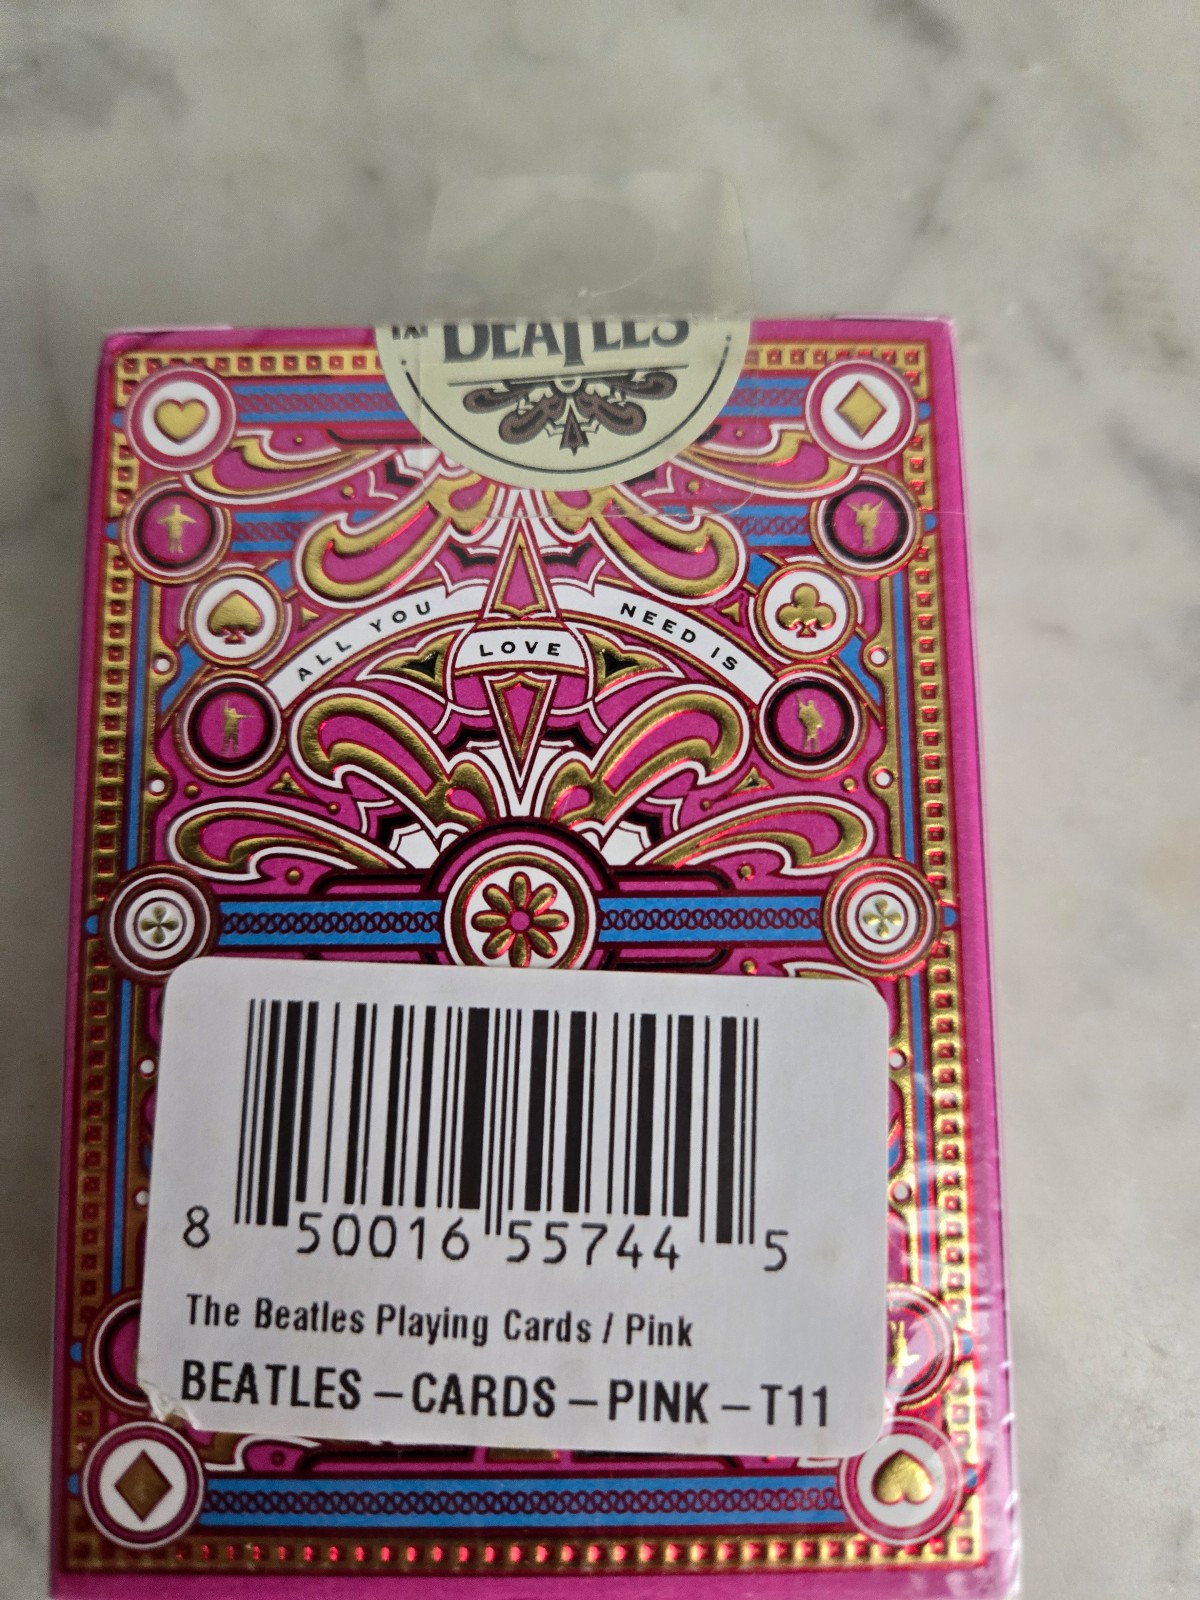 BEATLES
ALL YOU NEED IS
LOVE
8 50016 55744 5
The Beatles Playing Cards / Pink
BEATLES – CARDS – PINK – T11